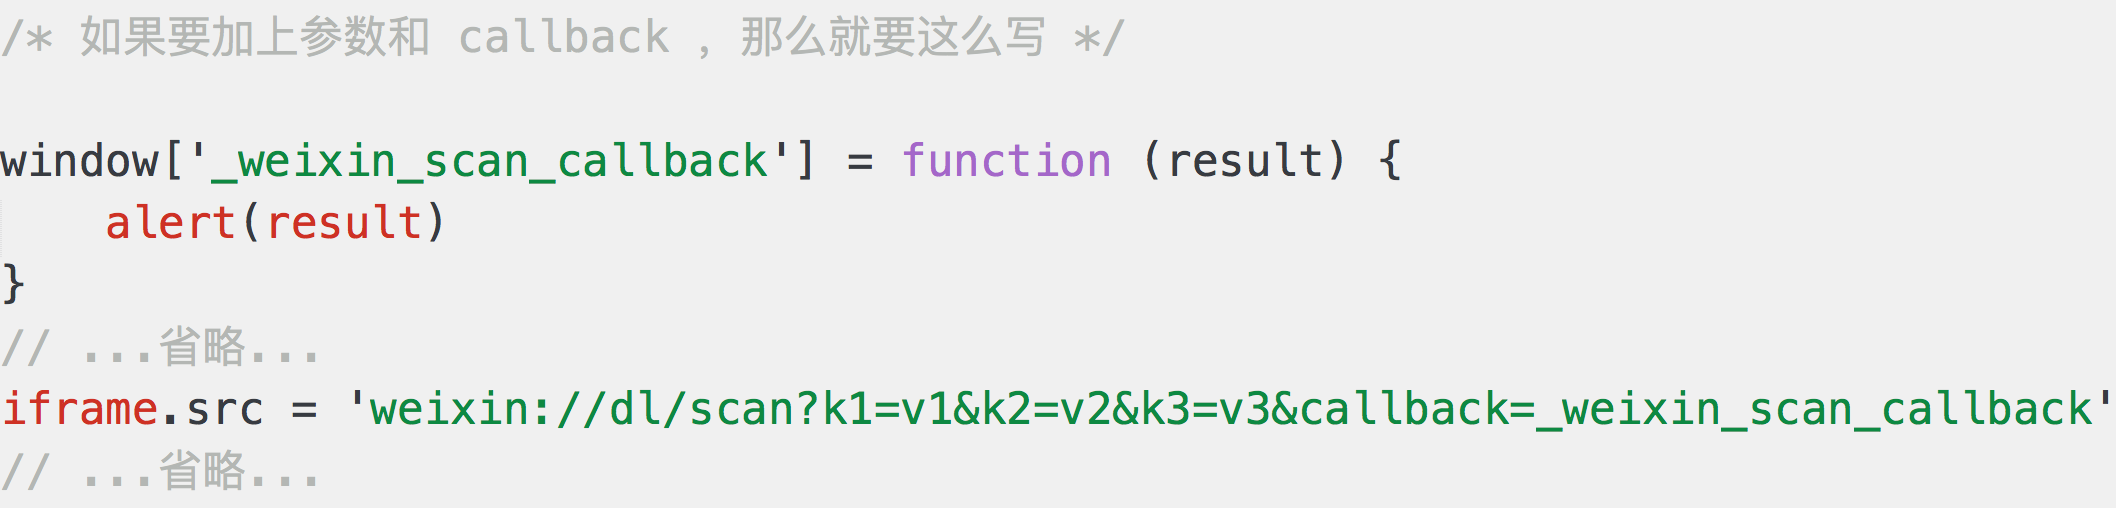 /* 如果要加上参数和 callback ，那么就要这么写 */
window['_weixin_scan_callback'] = function (result) {
    alert(result)
}
// ...省略...
iframe.src = 'weixin://dl/scan?k1=v1&k2=v2&k3=v3&callback=_weixin_scan_callback'
// ...省略...